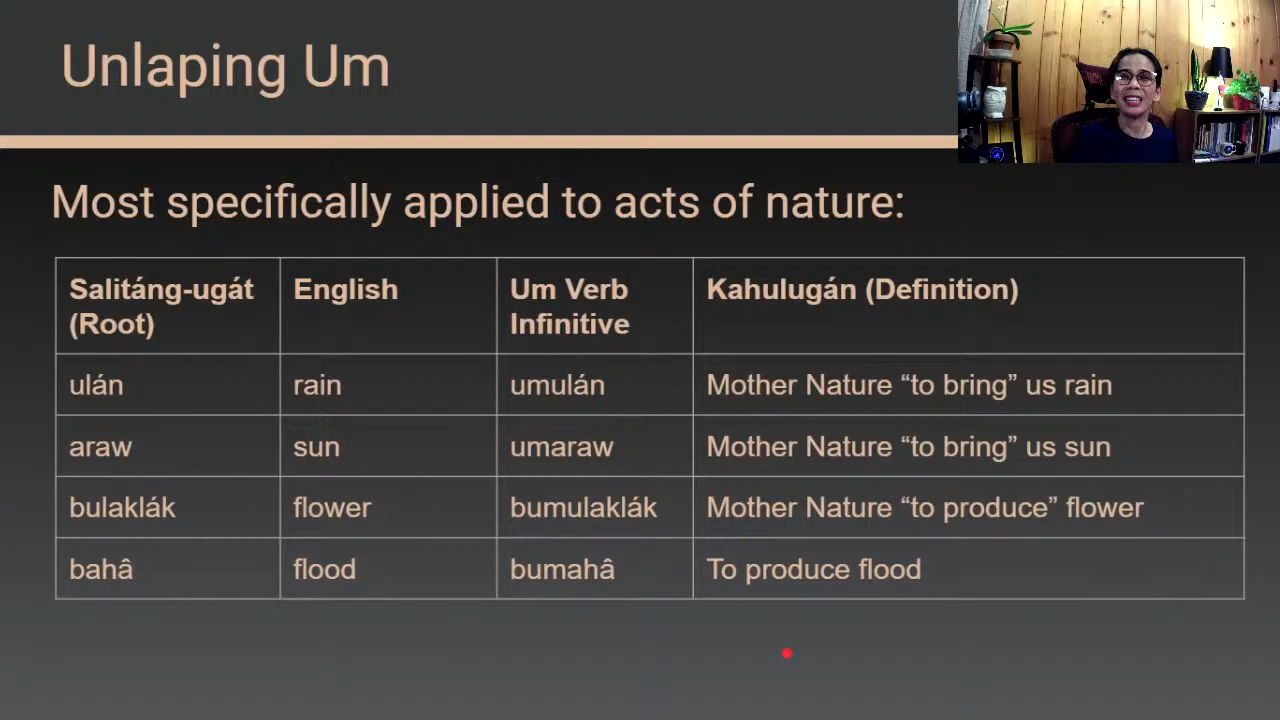 Unlaping Um
Most specifically applied to acts of nature:
Salitáng-ugát (Root)
English
Um Verb Infinitive
Kahulugán (Definition)
ulán
rain
umulán
Mother Nature “to bring” us rain
araw
sun
umaraw
Mother Nature “to bring” us sun
bulaklák
flower
bumulaklák
Mother Nature “to produce” flower
bahâ
flood
bumahâ
To produce flood